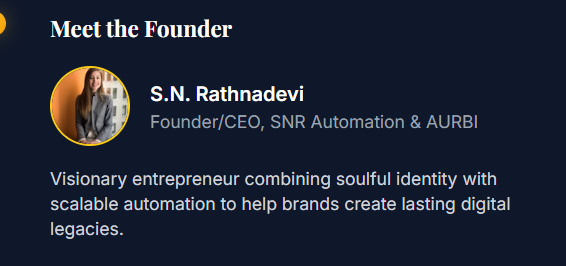 Meet the Founder
S.N. Rathnadevi
Founder/CEO, SNR Automation & AURBI
Visionary entrepreneur combining soulful identity with
scalable automation to help brands create lasting digital
legacies.